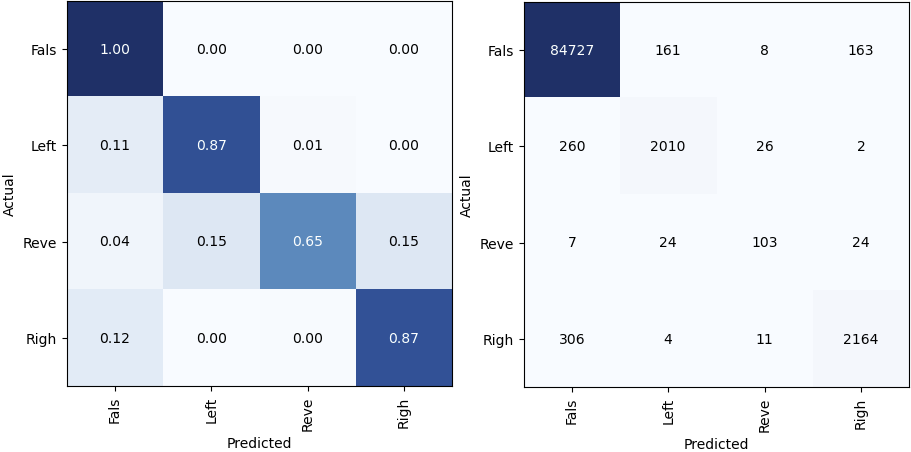 Actual
Fals 1.00 0.00 0.00 0.00
Left 0.11 0.87 0.01 0.00
Reve 0.04 0.15 0.65 0.15
Righ 0.12 0.00 0.00 0.87
Fals Left Reve Righ
Predicted
Actual
Fals 84727 161 8 163
Left 260 2010 26 2
Reve 7 24 103 24
Righ 306 4 11 2164
Fals Left Reve Righ
Predicted